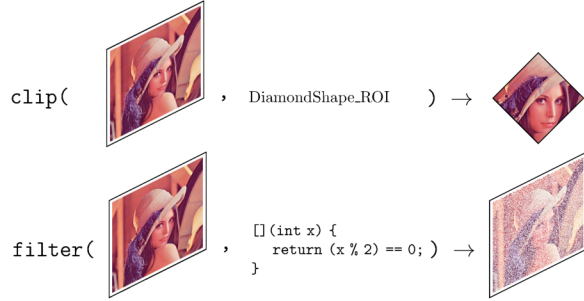 clip( , DiamondShape_ROI ) →
filter( , [](int x) { ) →
return (x % 2) == 0;
}